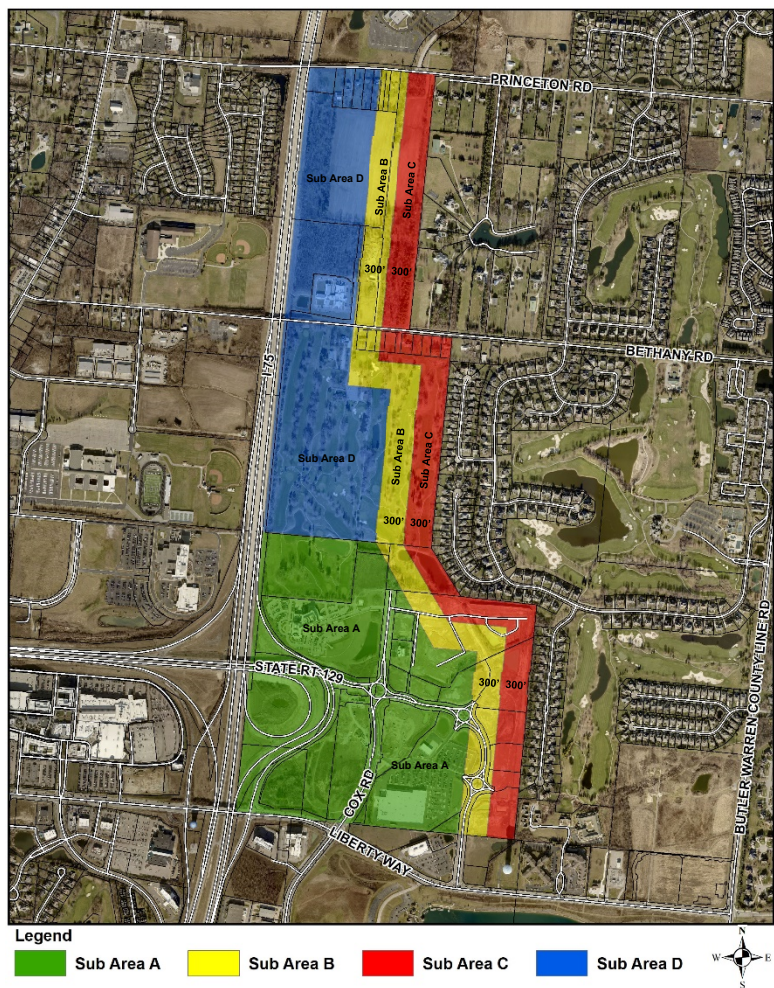 PRINCETON RD
Sub Area D
Sub Area B
Sub Area C
300'
300'
I-75
BETHANY RD
Sub Area D
Sub Area B
Sub Area C
300'
300'
Sub Area A
STATE RT 129
300'
300'
Sub Area A
COX RD
LIBERTY WAY
BUTLER WARREN COUNTY LINE RD
Legend
Sub Area A
Sub Area B
Sub Area C
Sub Area D
N
W
E
S